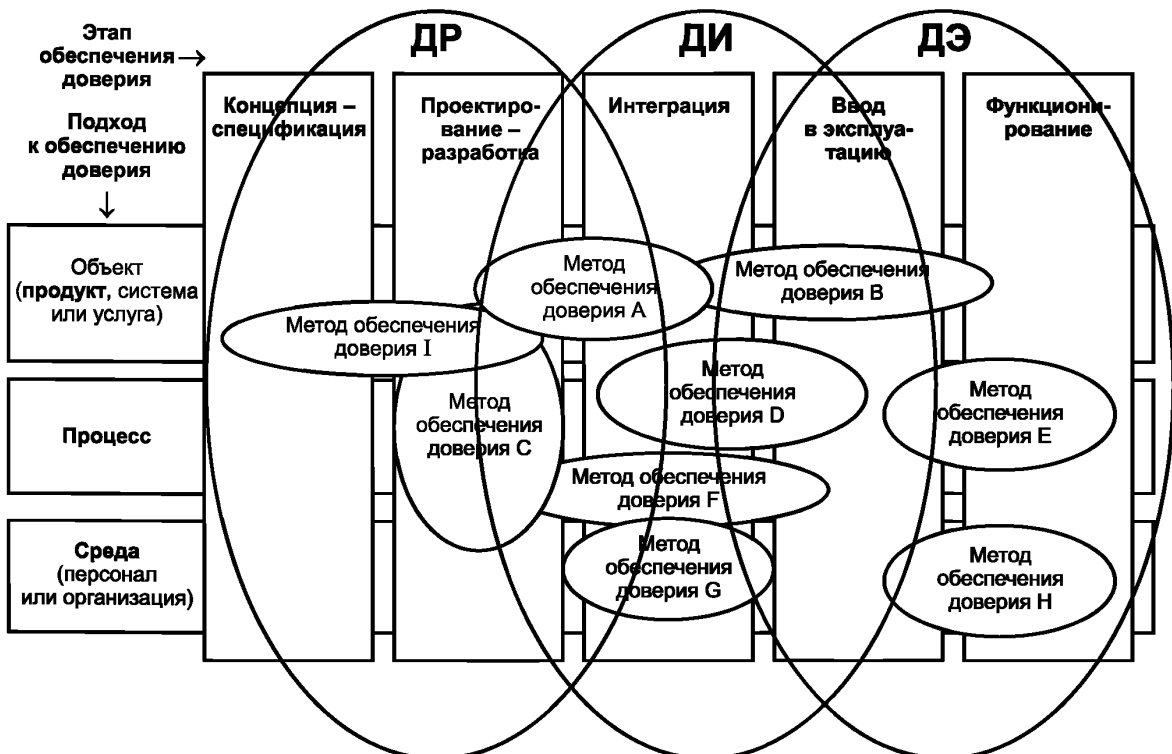 Этап
обеспечения →
доверия
Подход
к обеспечению
доверия
↓
ДР
ДИ
ДЭ
Концепция –
спецификация
Проектиро-
вание –
разработка
Интеграция
Ввод
в эксплуа-
тацию
Функциони-
рование
Объект
(продукт, система
или услуга)
Метод
обеспечения
доверия A
Метод обеспечения
доверия B
Метод обеспечения
доверия I
Процесс
Метод
обеспечения
доверия C
Метод
обеспечения
доверия D
Метод
обеспечения
доверия E
Метод обеспечения
доверия F
Среда
(персонал
или организация)
Метод
обеспечения
доверия G
Метод
обеспечения
доверия H